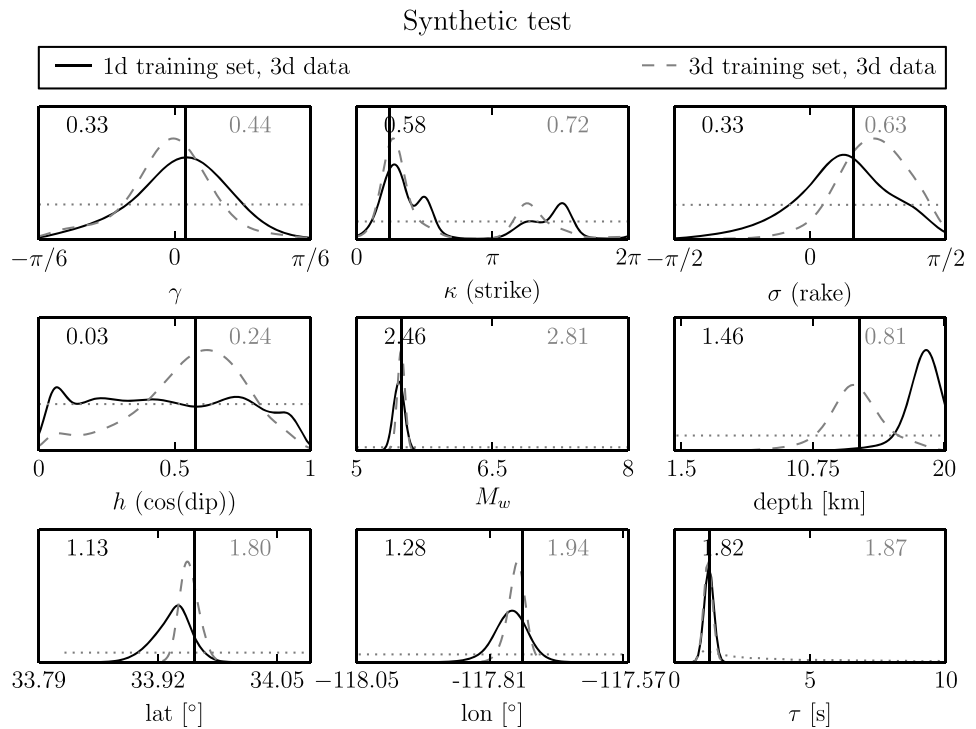 Synthetic test
1d training set, 3d data 3d training set, 3d data
0.33 0.44 0.58 0.72 0.33 0.63
−π/6 0 π/6 0 π 2π −π/2 0 π/2
γ κ (strike) σ (rake)
0.03 0.24 2.46 2.81 1.46 0.81
0 0.5 1 5 6.5 8 1.5 10.75 20
h (cos(dip)) M_w depth [km]
1.13 1.80 1.28 1.94 1.82 1.87
33.79 33.92 34.05 −118.05 -117.81 −117.57 0 5 10
lat [°] lon [°] τ [s]